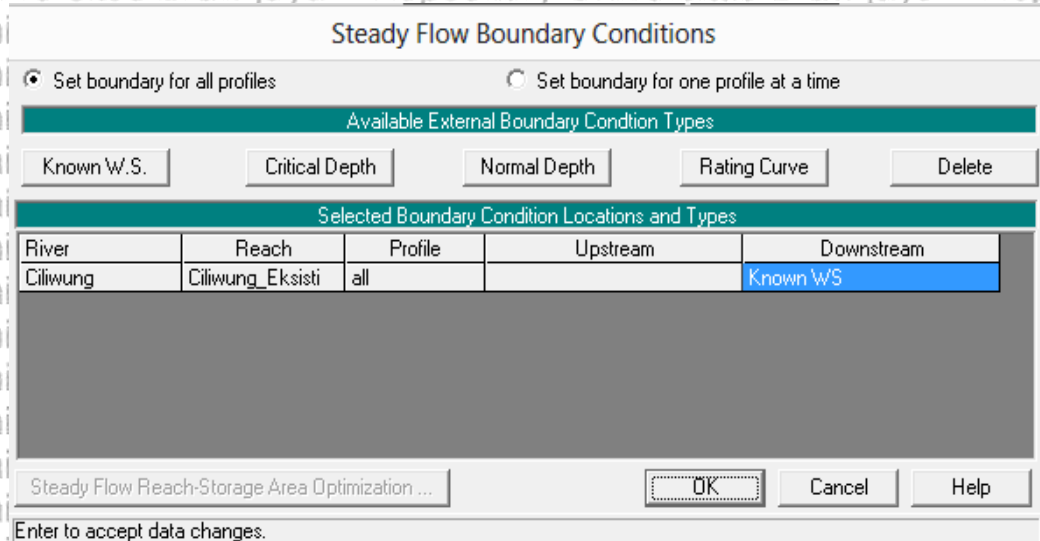 Steady Flow Boundary Conditions
Set boundary for all profiles Set boundary for one profile at a time
Available External Boundary Condtion Types
Known W.S. Critical Depth Normal Depth Rating Curve Delete
Selected Boundary Condition Locations and Types
River Reach Profile Upstream Downstream
Ciliwung Ciliwung_Eksisti all Known WS
Steady Flow Reach-Storage Area Optimization ... OK Cancel Help
Enter to accept data changes.